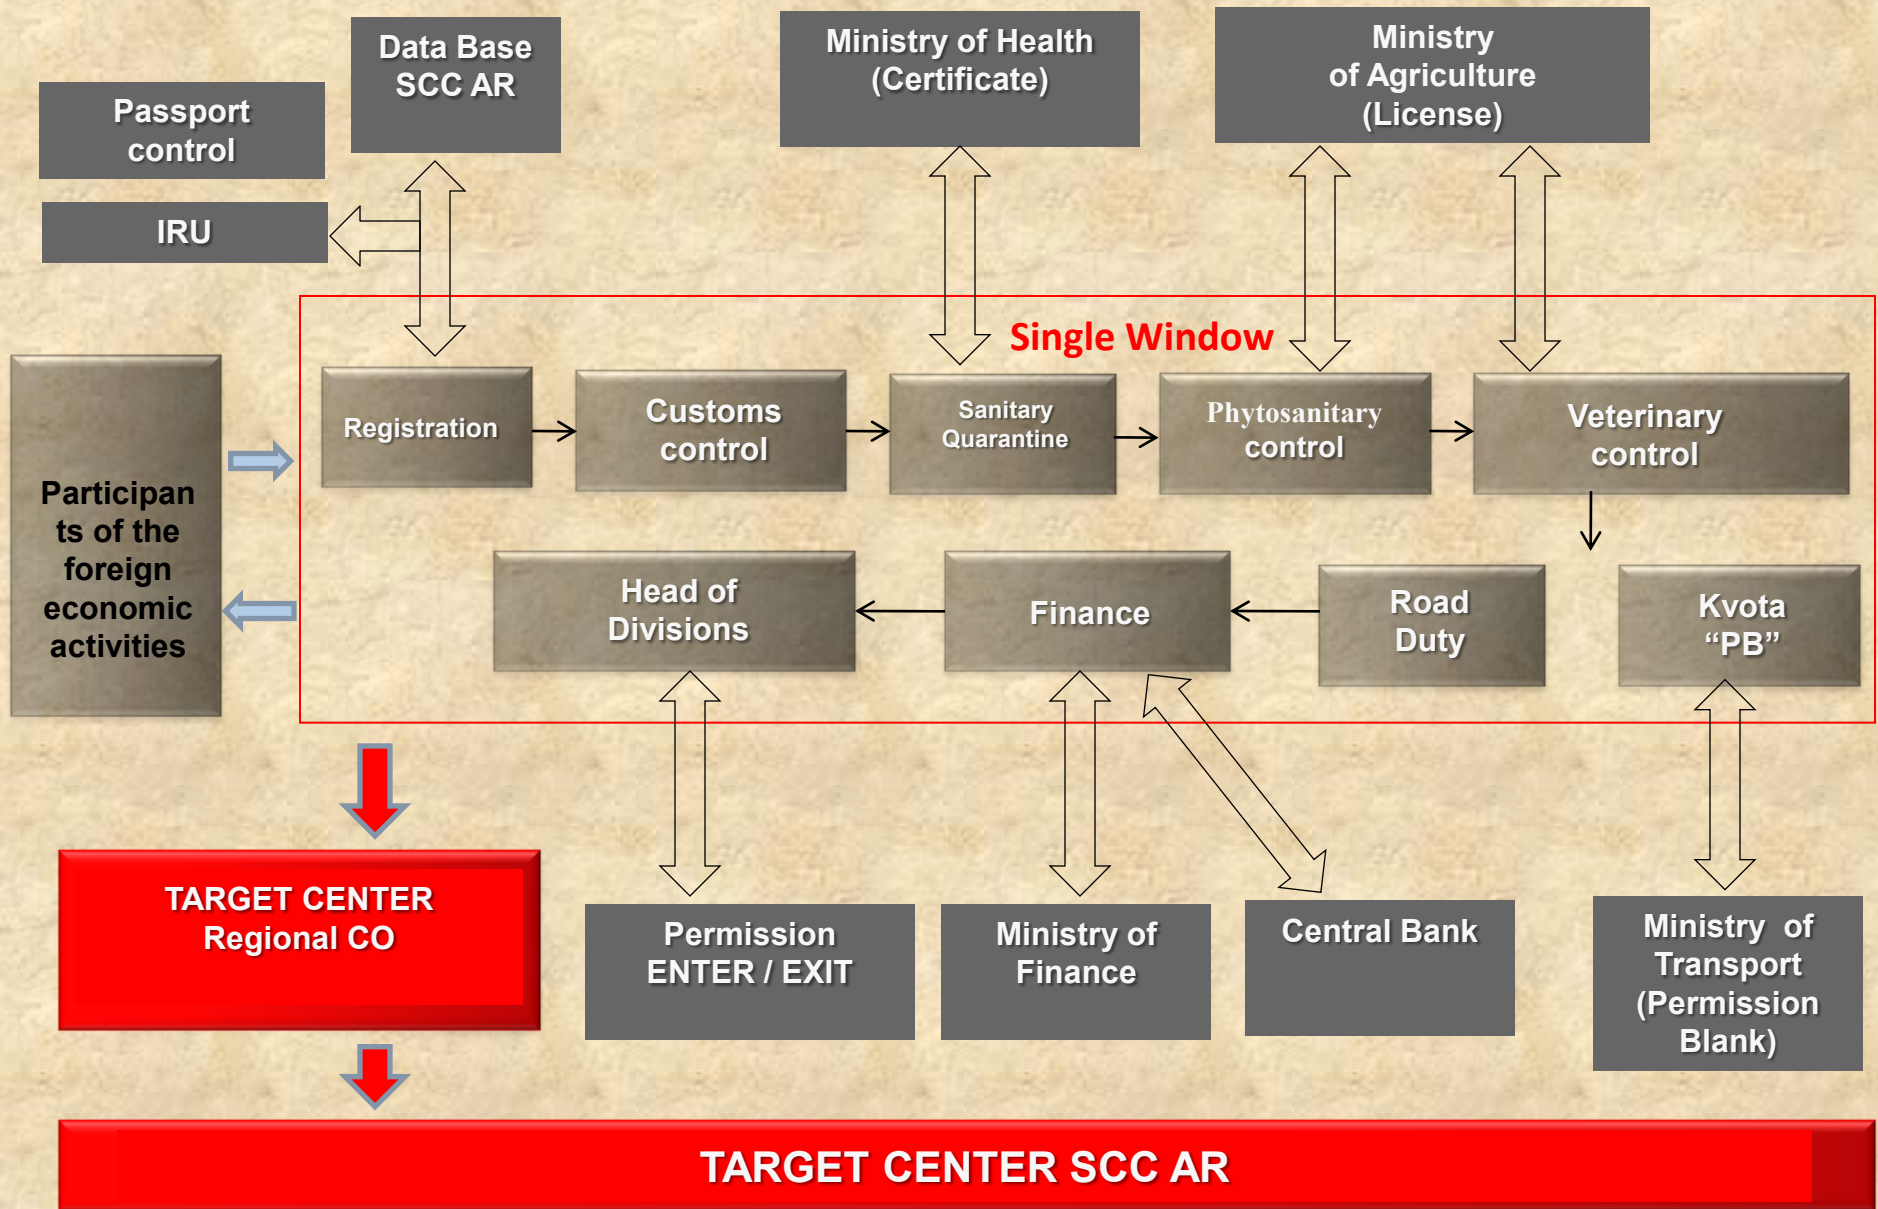 Data Base
SCC AR
Ministry of Health
(Certificate)
Ministry
of Agriculture
(License)
Passport
control
IRU
Single Window
Participan
ts of the
foreign
economic
activities
Registration
Customs
control
Sanitary
Quarantine
Phytosanitary
control
Veterinary
control
Head of
Divisions
Finance
Road
Duty
Kvota
“PB”
TARGET CENTER
Regional CO
Permission
ENTER / EXIT
Ministry of
Finance
Central Bank
Ministry of
Transport
(Permission
Blank)
TARGET CENTER SCC AR